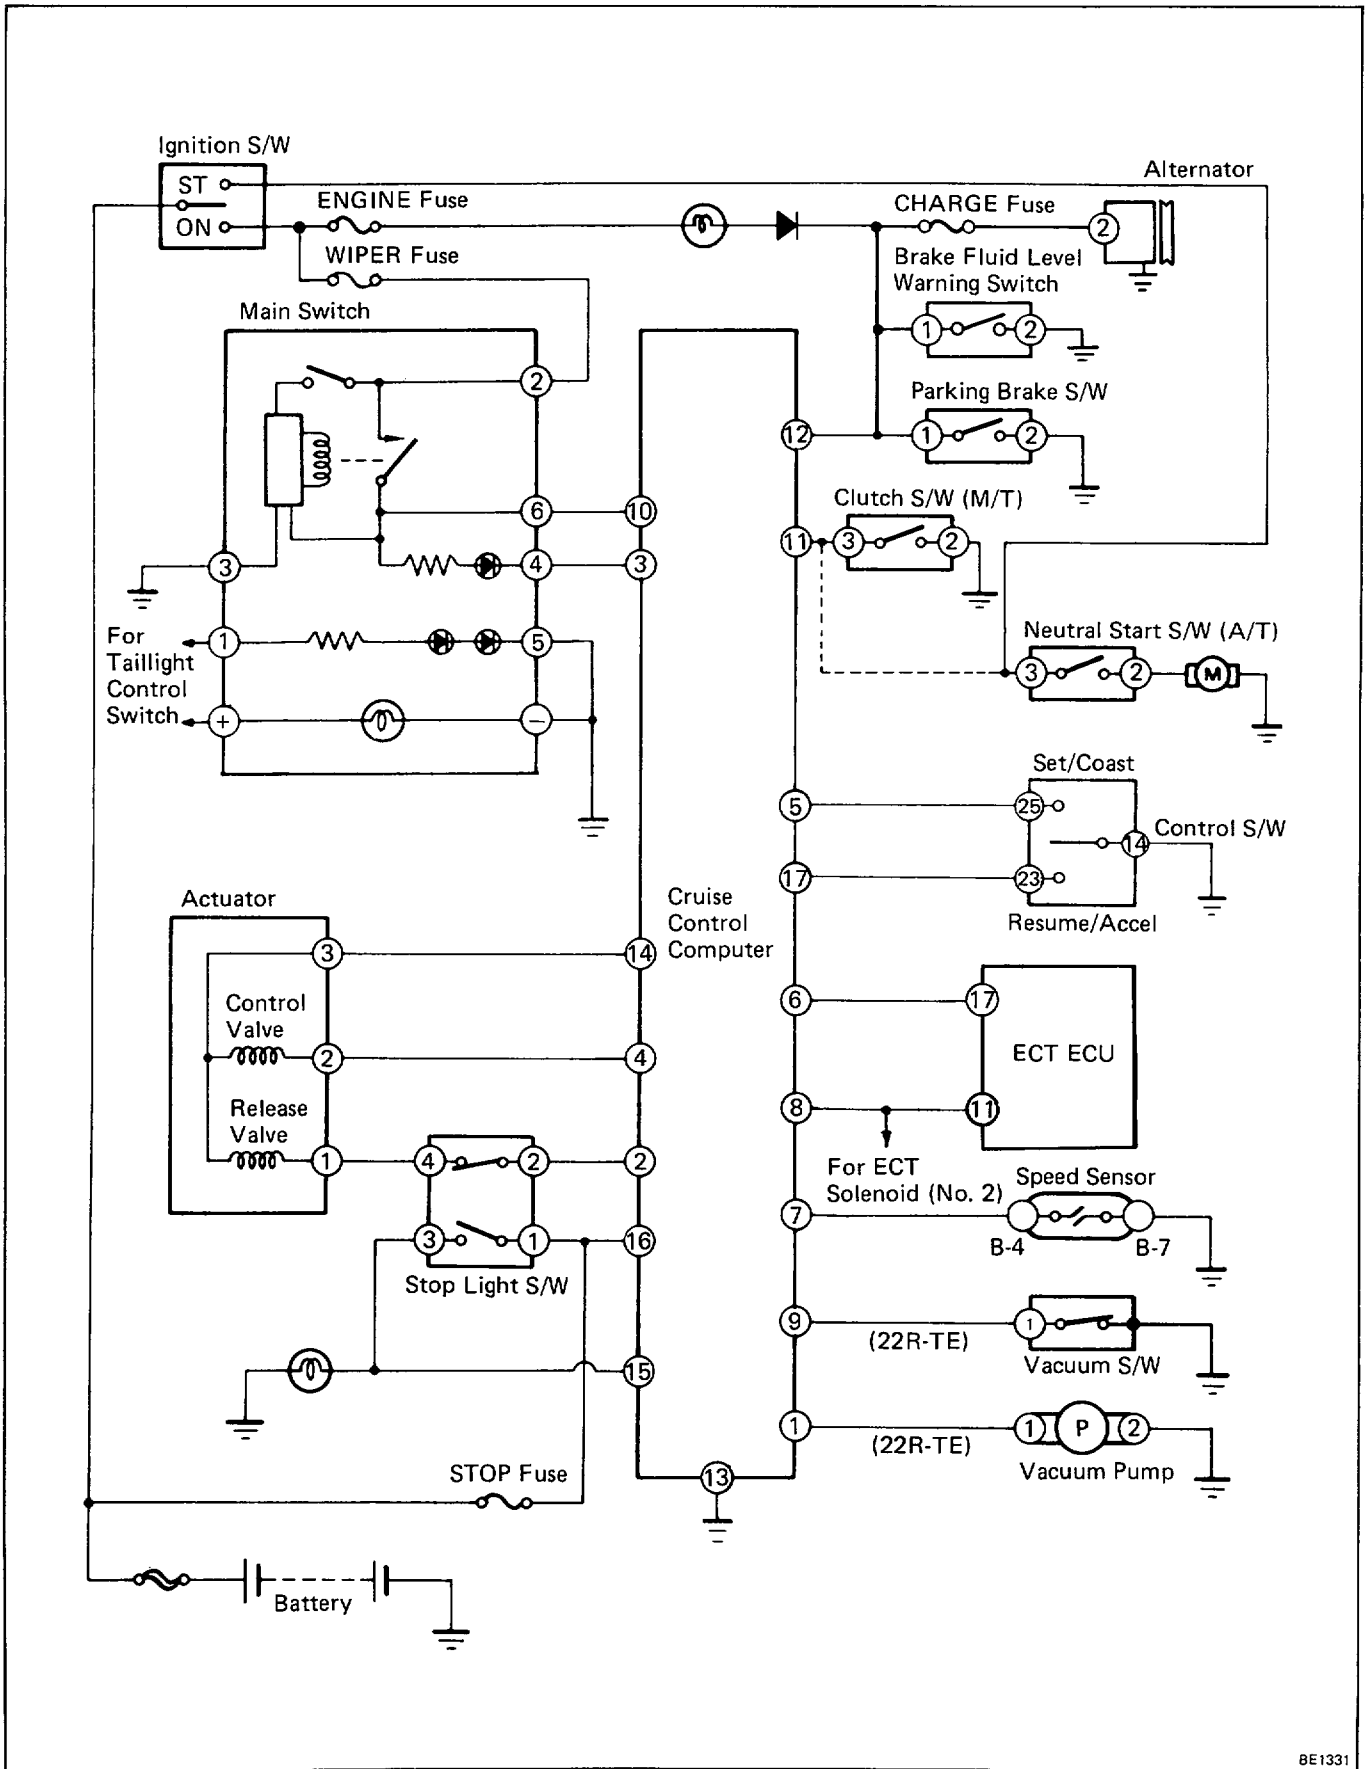 Ignition S/W
ST
ON
ENGINE Fuse
WIPER Fuse
Alternator
CHARGE Fuse
2
Brake Fluid Level
Warning Switch
1 2
Main Switch
2
Parking Brake S/W
12 1 2
Clutch S/W (M/T)
6 10
11 3 2
3 4 3
For
Taillight
Control
Switch
1 5
+ −
Neutral Start S/W (A/T)
3 2 M
Set/Coast
5 25
Control S/W
14
17 23
Resume/Accel
Actuator
Cruise
Control
Computer
3 14
Control
Valve
2 4
Release
Valve
1 4 2 2
3 1 16
Stop Light S/W
15
6 17
ECT ECU
8 11
For ECT
Solenoid (No. 2)
Speed Sensor
7
B-4 B-7
9 1
(22R-TE)
Vacuum S/W
1 1 P 2
(22R-TE)
Vacuum Pump
13
STOP Fuse
Battery
BE1331